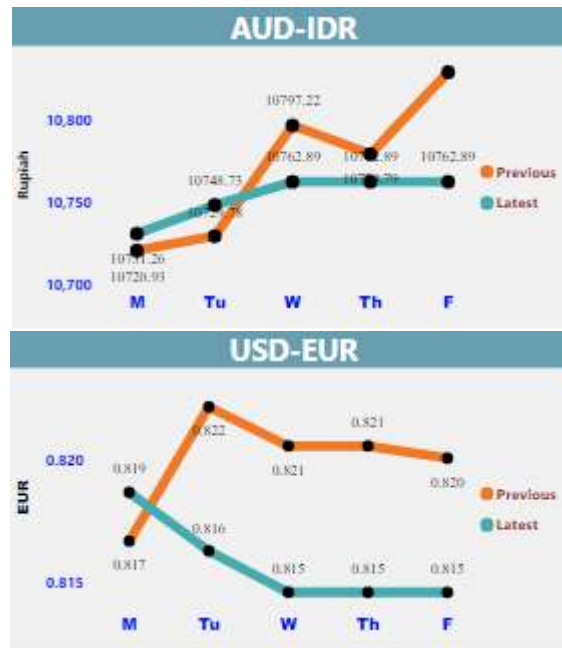 AUD-IDR
10,800
10797.22
10762.89
10762.89
Rupiah
Previous
10748.73
10,750
Latest
10731.26
10720.93
10,700
M Tu W Th F
USD-EUR
0.821
0.822
0.820
0.819
0.821
0.820
EUR
Previous
0.816
Latest
0.817
0.815 0.815 0.815
0.815
M Tu W Th F